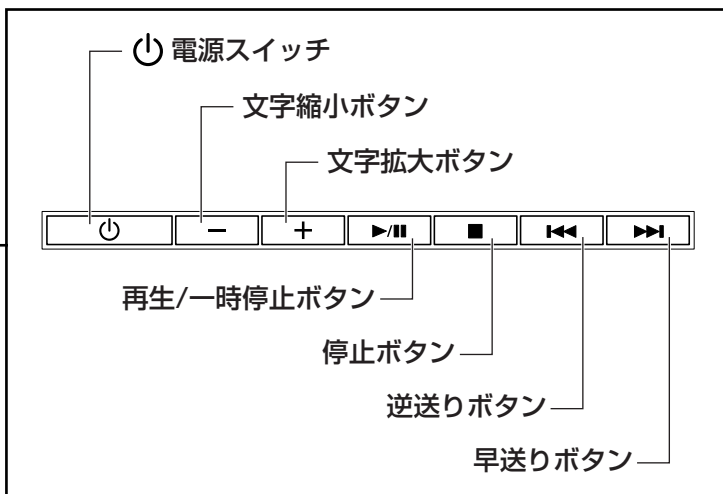 ⏻ 電源スイッチ
文字縮小ボタン
文字拡大ボタン
再生/一時停止ボタン
停止ボタン
逆送りボタン
早送りボタン